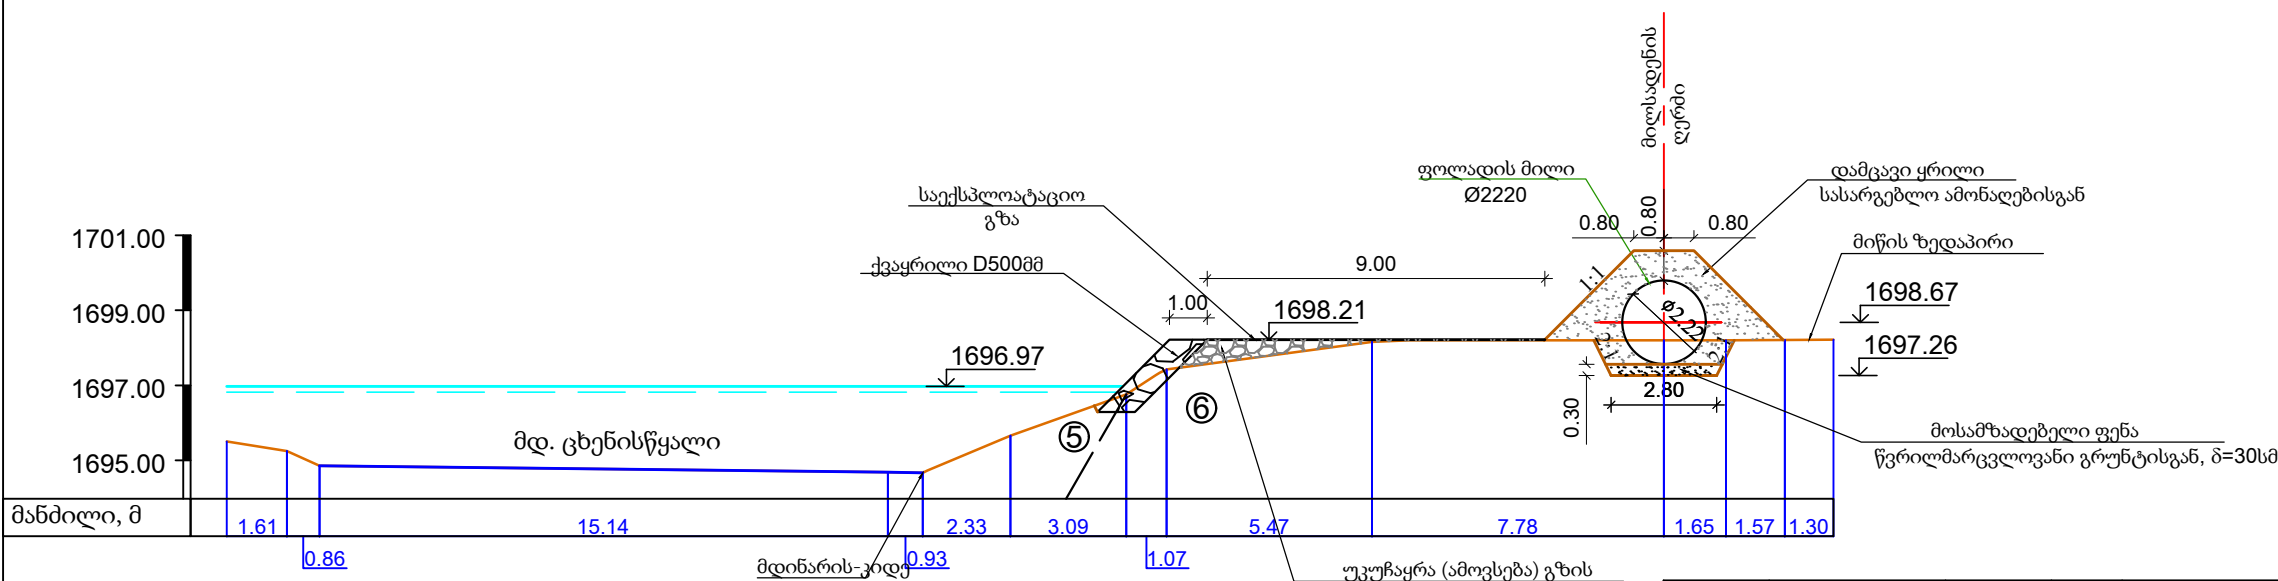 მილსადენის
ღერძი
ფოლადის მილი
Ø2220
დამცავი ყრილი
სასარგებლო ამონაღებისგან
საექსპლოატაციო
გზა
0.80
0.80
0.80
მიწის ზედაპირი
1701.00
ქვაყრილი D500მმ
9.00
1:1
1698.67
1.00
1698.21
ø2.22
1699.00
1697.26
1696.97
1697.00
2.80
0.30
⑥
⑤
მოსამზადებელი ფენა
წვრილმარცვლოვანი გრუნტისგან, δ=30სმ
მდ. ცხენისწყალი
1695.00
მანძილი, მ
1.61
15.14
2.33
3.09
5.47
7.78
1.65
1.57
1.30
0.86
0.93
1.07
მდინარის-კიდე
უკუჩაყრა (ამოვსება) გზის